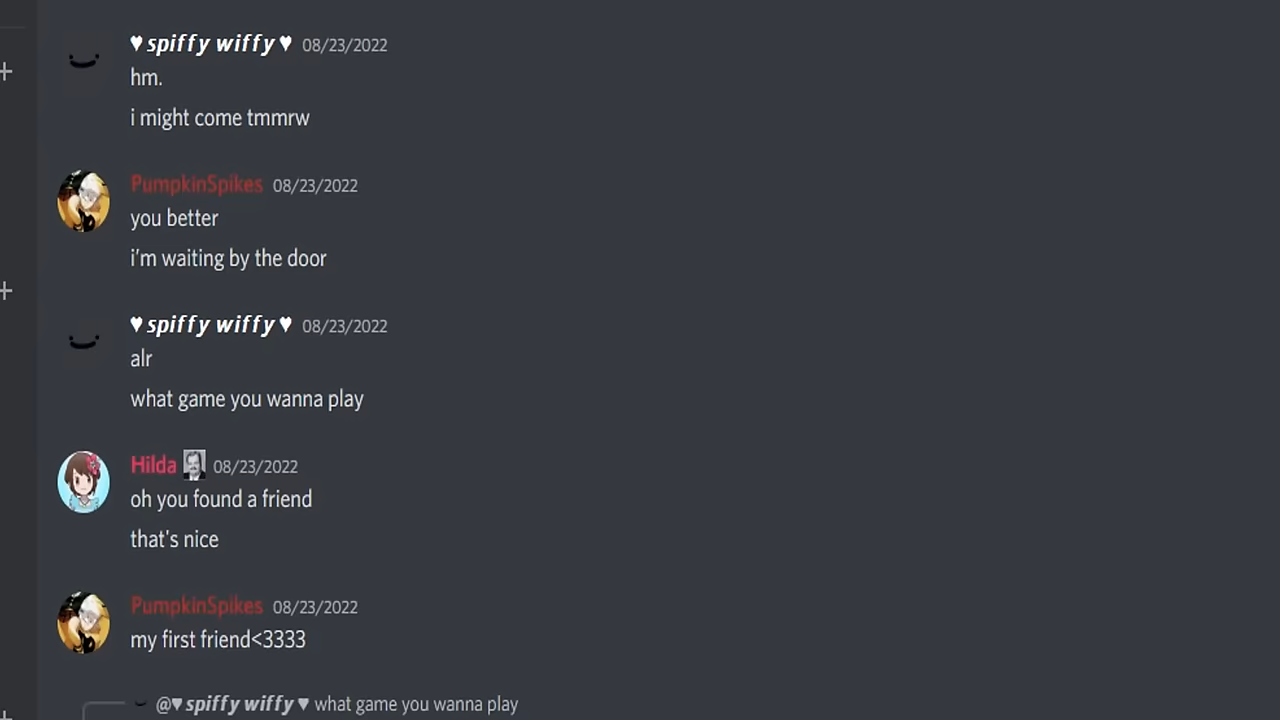 ♥ spiffy wiffy ♥ 08/23/2022
hm.
i might come tmmrw
PumpkinSpikes 08/23/2022
you better
i'm waiting by the door
♥ spiffy wiffy ♥ 08/23/2022
alr
what game you wanna play
Hilda 08/23/2022
oh you found a friend
that's nice
PumpkinSpikes 08/23/2022
my first friend<3333
@♥ spiffy wiffy ♥ what game you wanna play